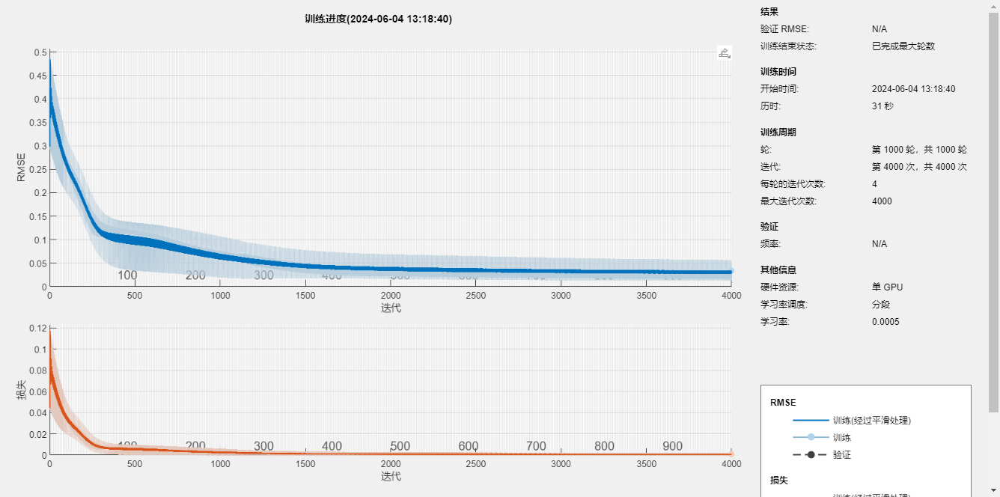 训练进度(2024-06-04 13:18:40)
0.5
0.45
0.4
0.35
0.3
0.25
0.2
0.15
0.1
0.05
0
RMSE
100 200 300 400 500
0 500 1000 1500 2000 2500 3000 3500 4000
迭代
0.12
0.1
0.08
0.06
0.04
0.02
0
损失
100 200 300 400 500 600 700 800 900
0 500 1000 1500 2000 2500 3000 3500 4000
迭代
结果
验证 RMSE: N/A
训练结束状态: 已完成最大轮数
训练时间
开始时间: 2024-06-04 13:18:40
历时: 31 秒
训练周期
轮: 第 1000 轮，共 1000 轮
迭代: 第 4000 次，共 4000 次
每轮的迭代次数: 4
最大迭代次数: 4000
验证
频率: N/A
其他信息
硬件资源: 单 GPU
学习率调度: 分段
学习率: 0.0005
RMSE
训练(经过平滑处理)
训练
验证
损失